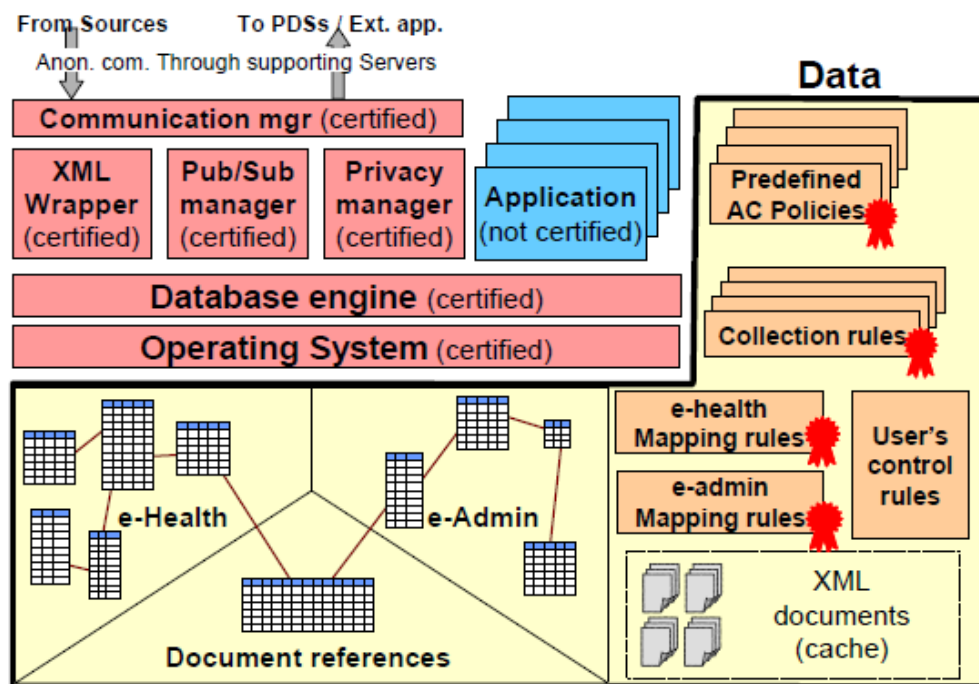 From Sources
To PDSs / Ext. app.
Anon. com. Through supporting Servers
Data
Communication mgr (certified)
XML
Wrapper
(certified)
Pub/Sub
manager
(certified)
Privacy
manager
(certified)
Application
(not certified)
Predefined
AC Policies
Database engine (certified)
Operating System (certified)
Collection rules
e-health
Mapping rules
e-admin
Mapping rules
User's
control
rules
e-Health
e-Admin
Document references
XML
documents
(cache)